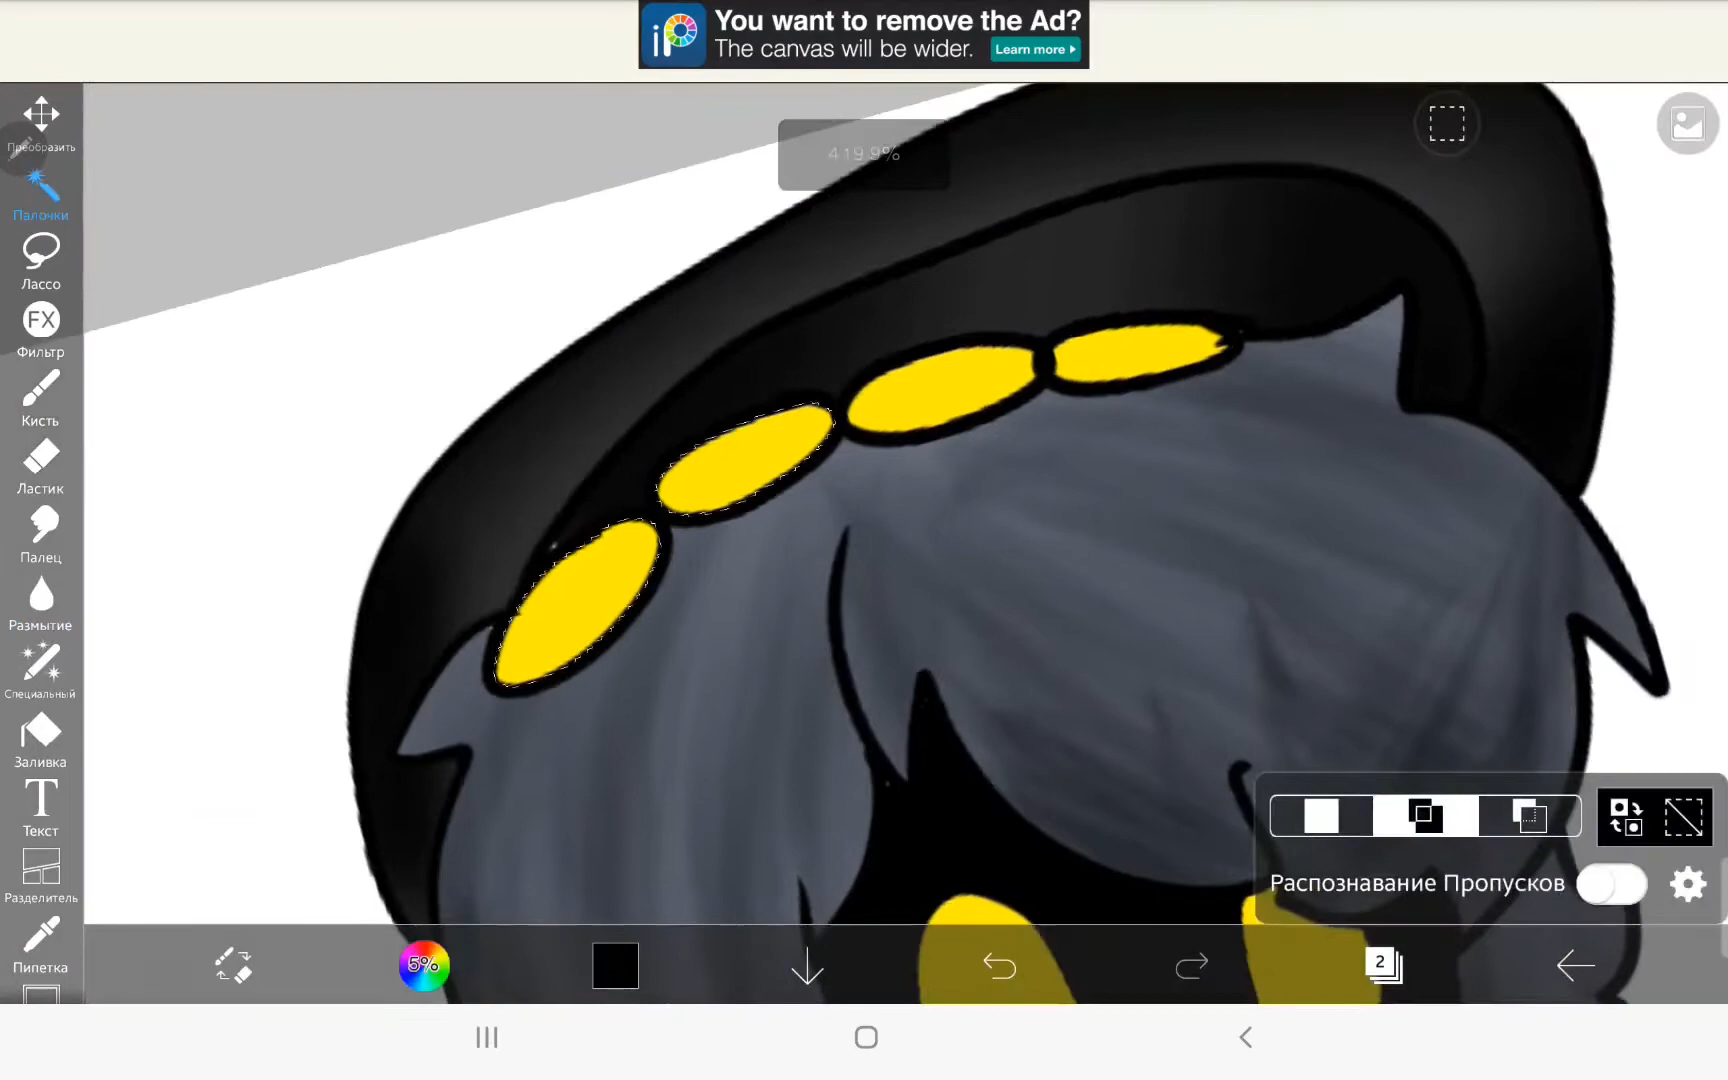 iP
You want to remove the Ad?
The canvas will be wider.
Learn more
419.9%
Преобразить
Палочки
Лассо
FX
Фильтр
Кисть
Ластик
Палец
Размытие
Специальный
Заливка
T
Текст
Разделитель
Пипетка
Распознавание Пропусков
5%
2